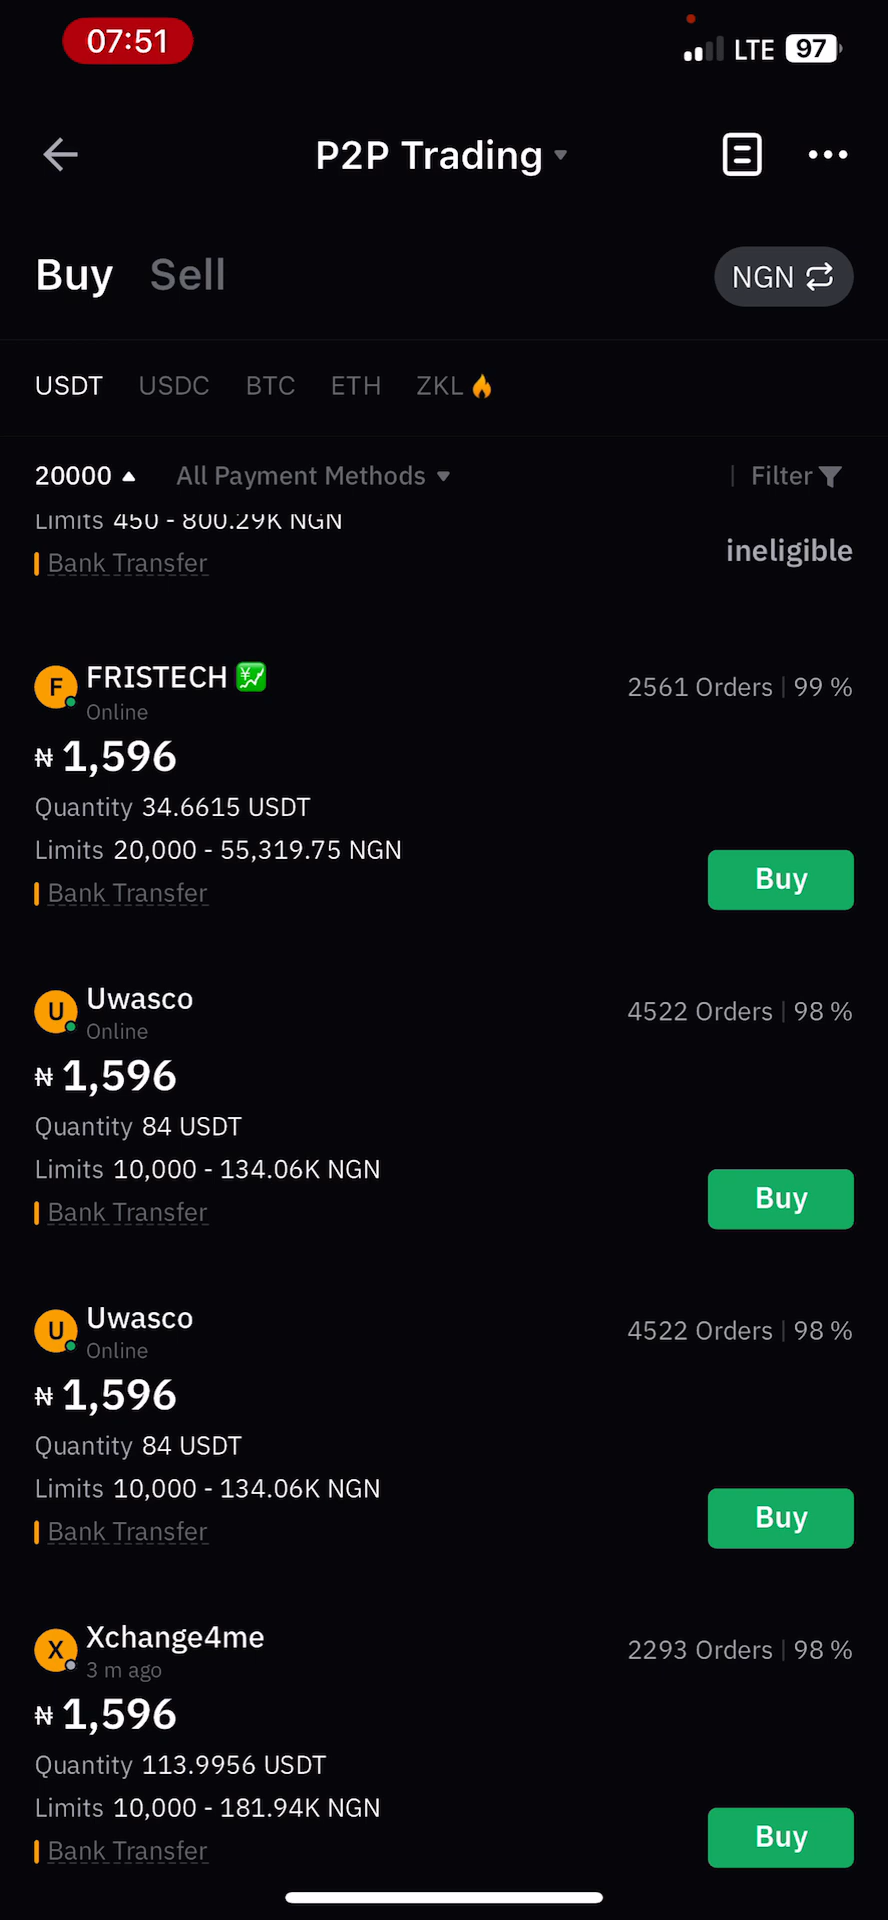 07:51
LTE 97
P2P Trading
Buy Sell NGN
USDT USDC BTC ETH ZKL
20000 All Payment Methods Filter
Limits 450 - 800.29K NGN
ineligible
Bank Transfer
F FRISTECH 2561 Orders | 99 %
Online
₦ 1,596
Quantity 34.6615 USDT
Limits 20,000 - 55,319.75 NGN
Buy
Bank Transfer
U Uwasco 4522 Orders | 98 %
Online
₦ 1,596
Quantity 84 USDT
Limits 10,000 - 134.06K NGN
Buy
Bank Transfer
U Uwasco 4522 Orders | 98 %
Online
₦ 1,596
Quantity 84 USDT
Limits 10,000 - 134.06K NGN
Buy
Bank Transfer
X Xchange4me 2293 Orders | 98 %
3 m ago
₦ 1,596
Quantity 113.9956 USDT
Limits 10,000 - 181.94K NGN
Buy
Bank Transfer